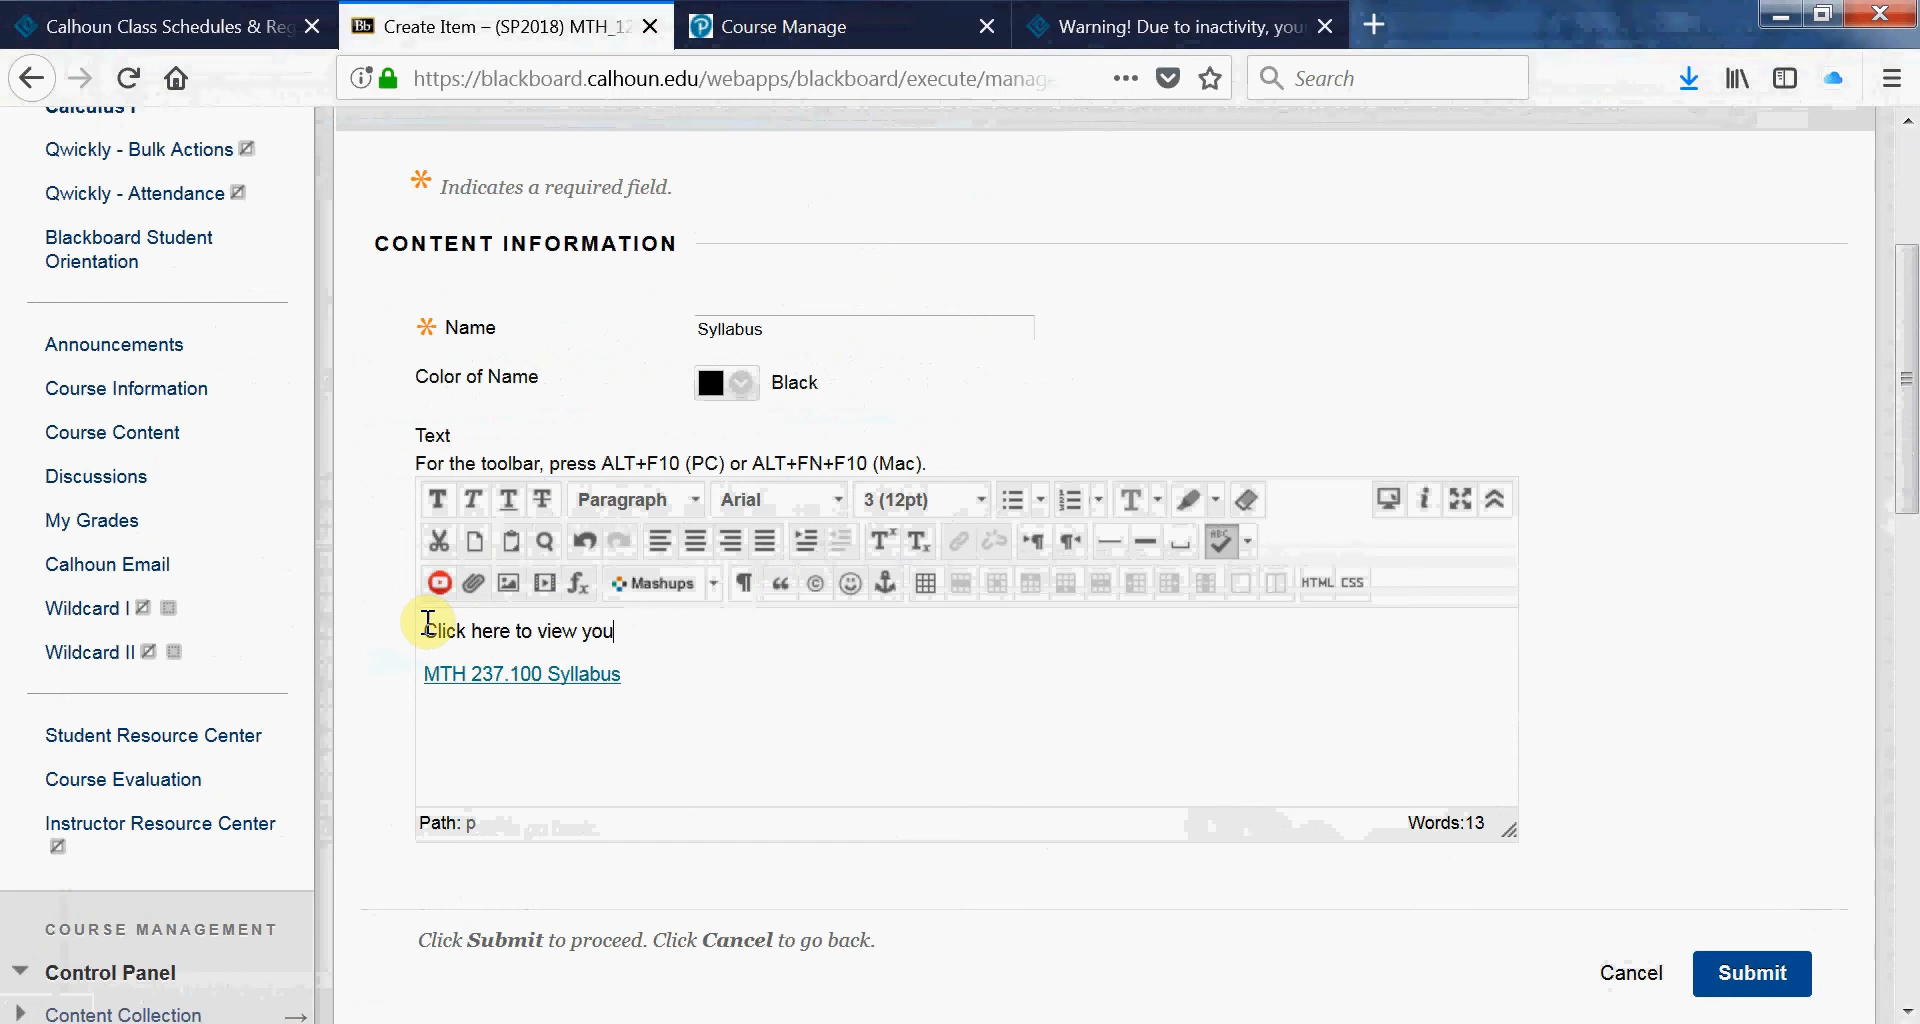 Calhoun Class Schedules & Reg
Create Item – (SP2018) MTH_12
Course Manage
Warning! Due to inactivity, you
https://blackboard.calhoun.edu/webapps/blackboard/execute/manage
Search
Calculus I
Qwickly - Bulk Actions
Qwickly - Attendance
Blackboard Student
Orientation
Announcements
Course Information
Course Content
Discussions
My Grades
Calhoun Email
Wildcard I
Wildcard II
Student Resource Center
Course Evaluation
Instructor Resource Center
COURSE MANAGEMENT
Control Panel
Content Collection
Indicates a required field.
CONTENT INFORMATION
Name
Syllabus
Color of Name
Black
Text
For the toolbar, press ALT+F10 (PC) or ALT+FN+F10 (Mac).
Paragraph Arial 3 (12pt)
Mashups HTML CSS
Click here to view you
MTH 237.100 Syllabus
Path: p
Words:13
Click Submit to proceed. Click Cancel to go back.
Cancel
Submit